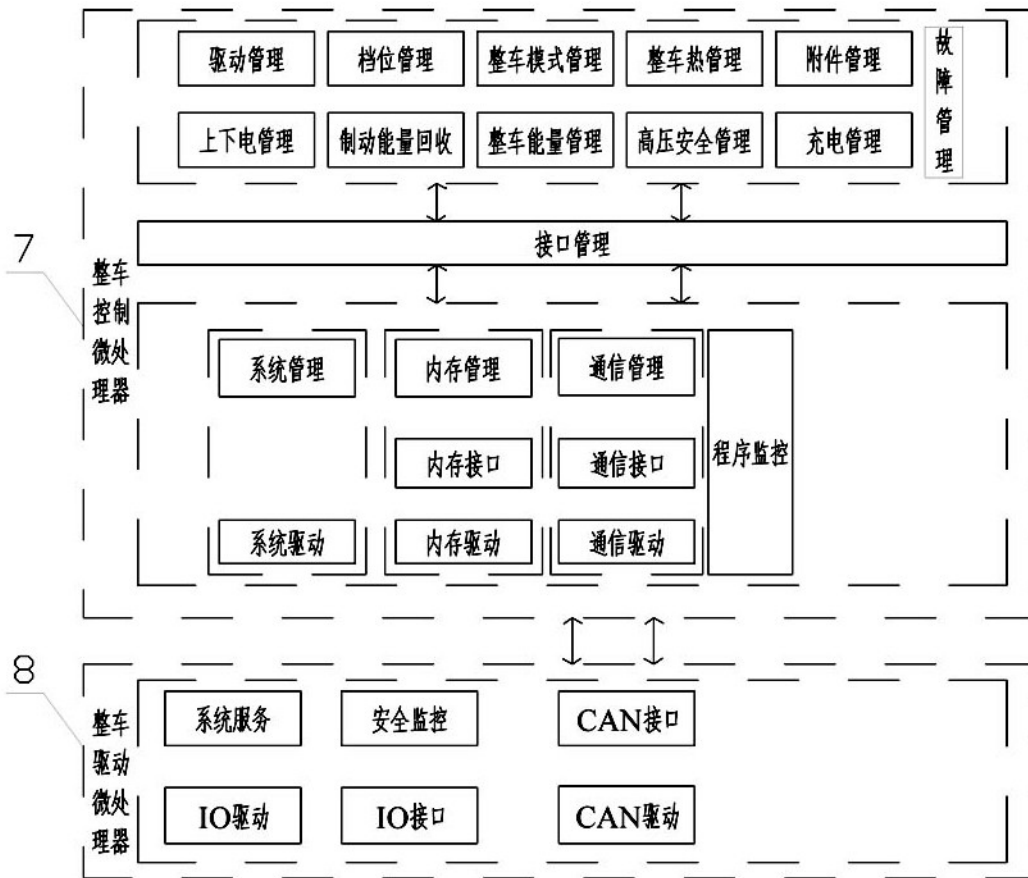 驱动管理
档位管理
整车模式管理
整车热管理
附件管理
故障管理
上下电管理
制动能量回收
整车能量管理
高压安全管理
充电管理
7
整车
控制
微处
理器
接口管理
系统管理
内存管理
通信管理
程序监控
内存接口
通信接口
系统驱动
内存驱动
通信驱动
8
整车
驱动
微处
理器
系统服务
安全监控
CAN接口
IO驱动
IO接口
CAN驱动